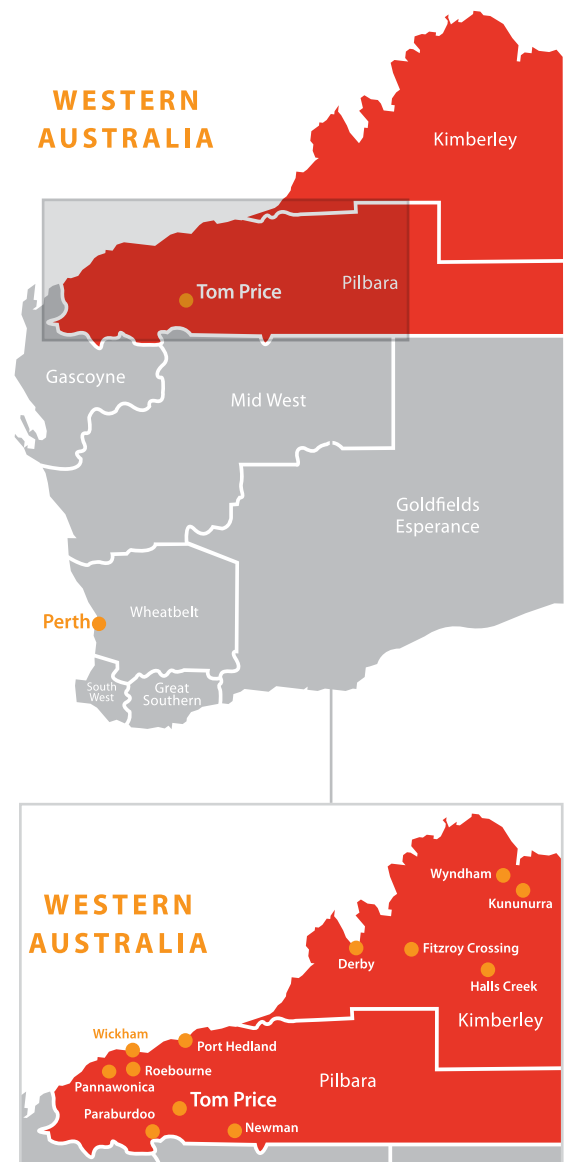 WESTERN
AUSTRALIA
Kimberley
Tom Price
Pilbara
Gascoyne
Mid West
Goldfields
Esperance
Perth
Wheatbelt
South
West
Great
Southern
WESTERN
AUSTRALIA
Wyndham
Kununurra
Derby
Fitzroy Crossing
Halls Creek
Kimberley
Wickham
Port Hedland
Roebourne
Pannawonica
Pilbara
Tom Price
Paraburdoo
Newman